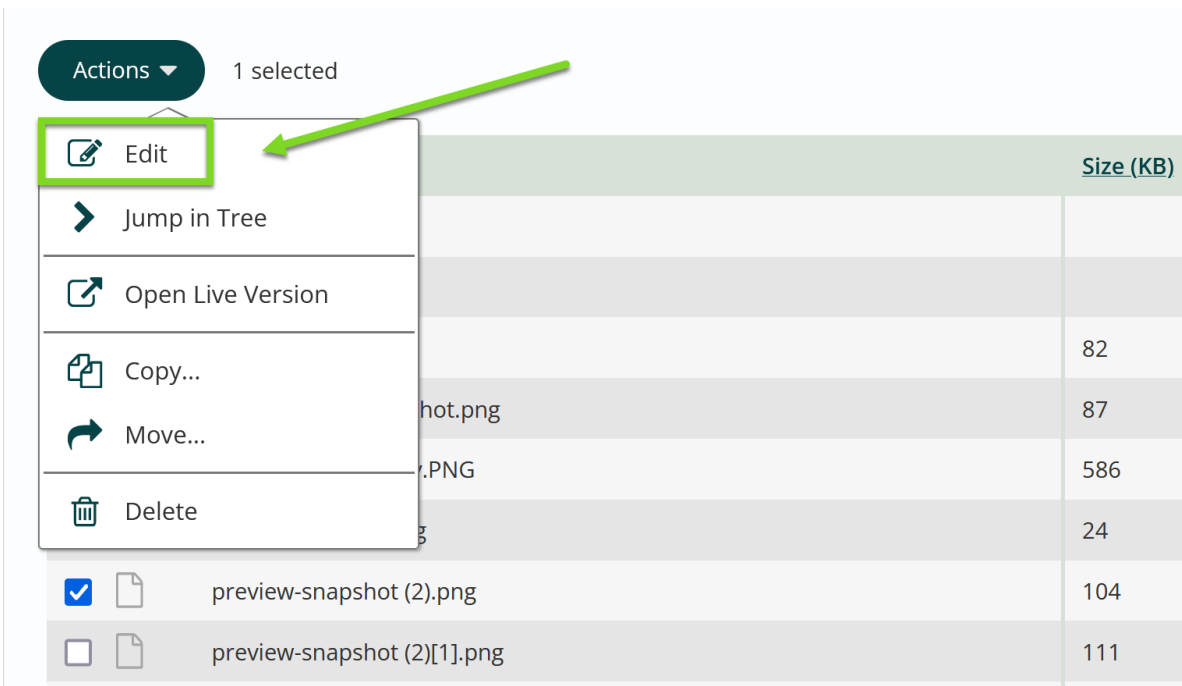 Actions 1 selected
Edit
Size (KB)
Jump in Tree
Open Live Version
82
Copy...
hot.png 87
Move...
.PNG 586
Delete
24
preview-snapshot (2).png 104
preview-snapshot (2)[1].png 111